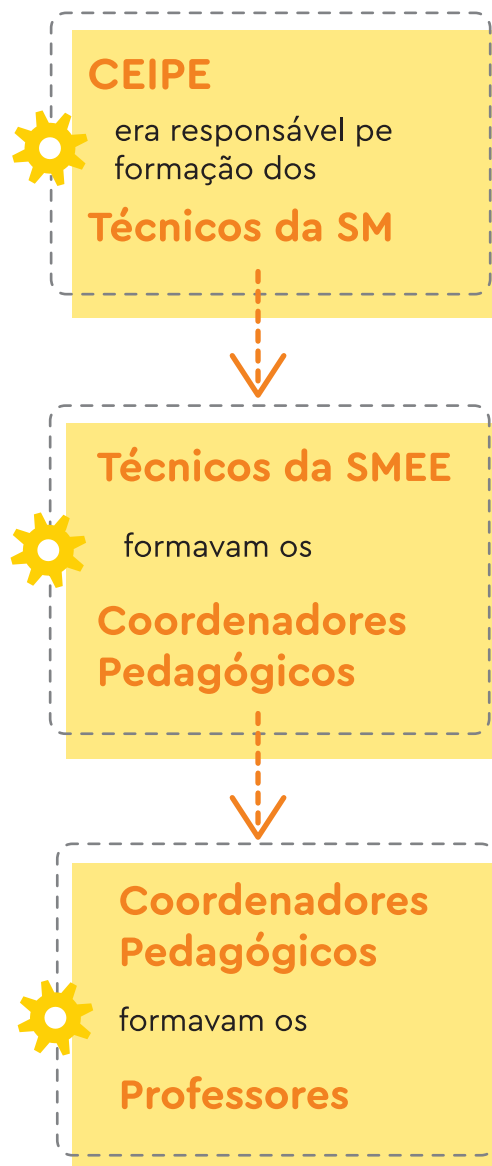 CEIPE
era responsável pe
formação dos
Técnicos da SM
Técnicos da SMEE
formavam os
Coordenadores
Pedagógicos
Coordenadores
Pedagógicos
formavam os
Professores